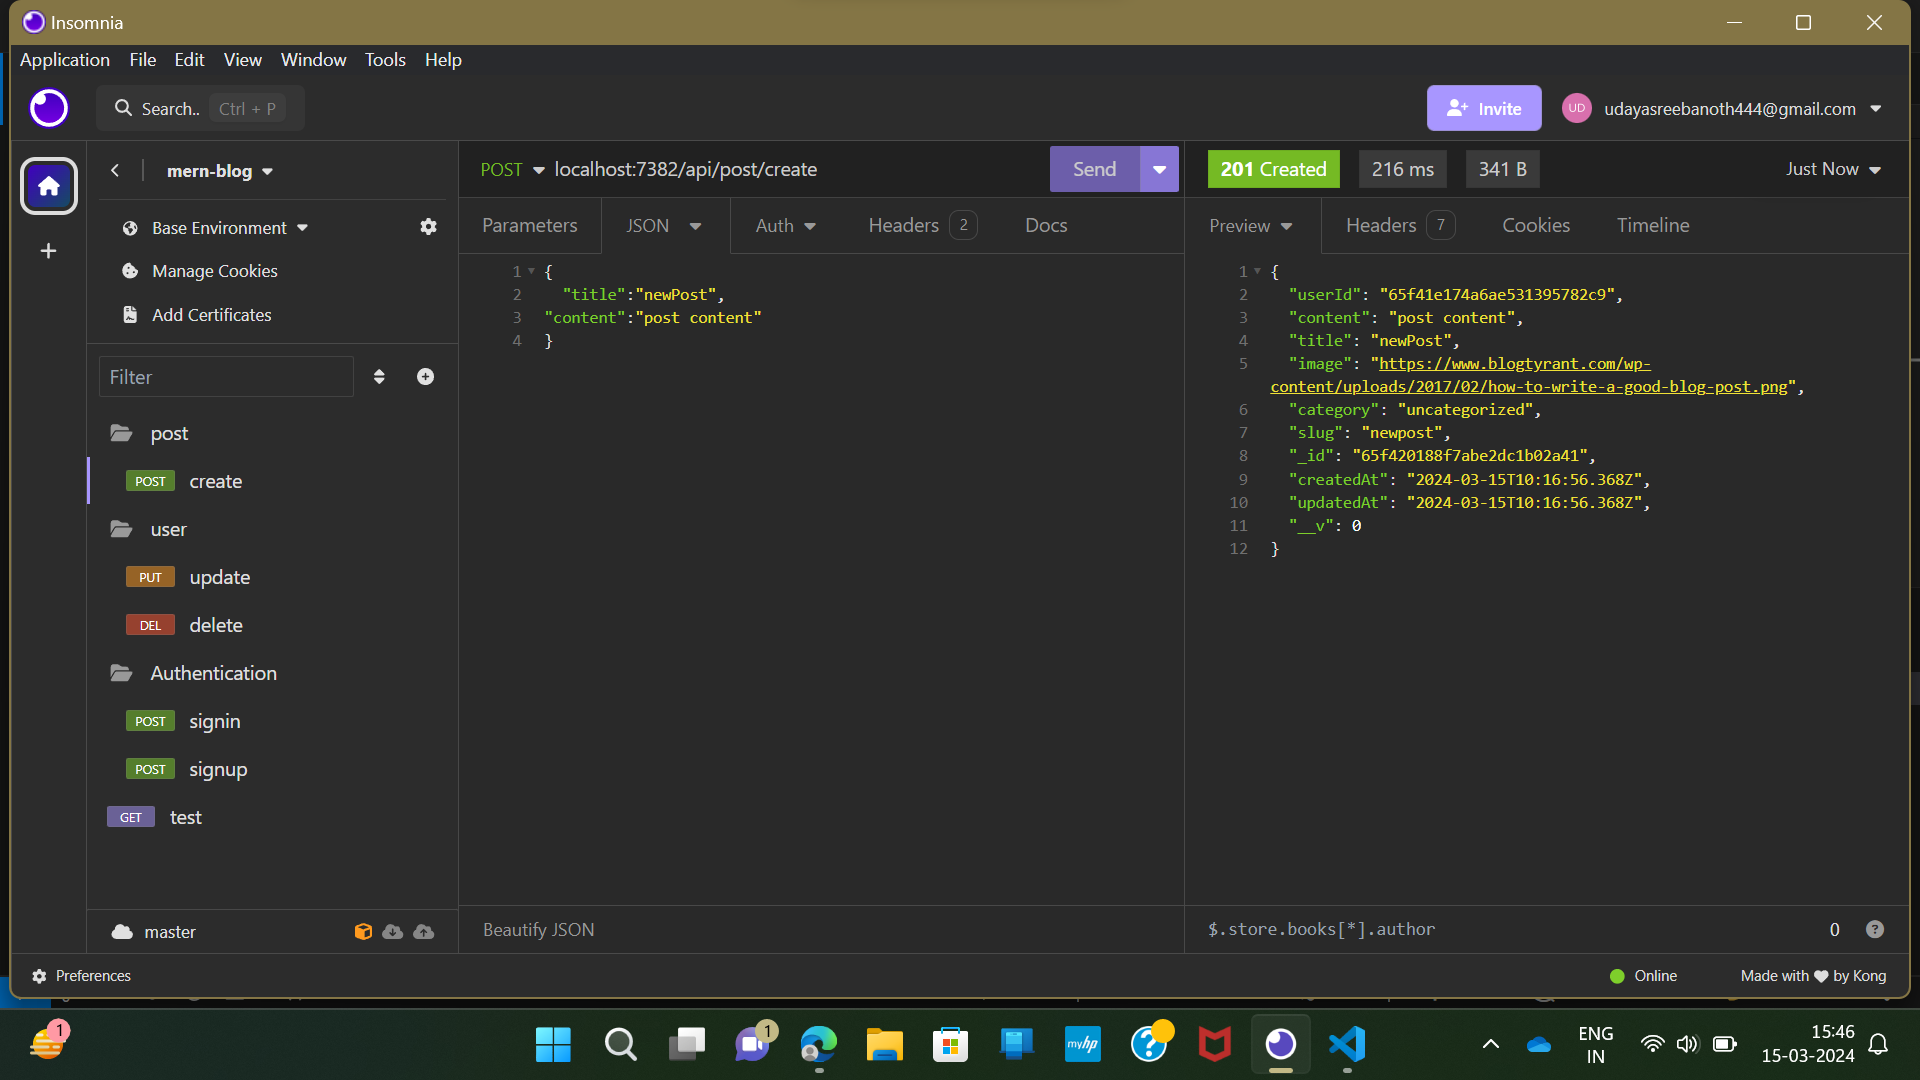 Insomnia
Application File Edit View Window Tools Help
Search.. Ctrl + P
Invite
UD
udayasreebanoth444@gmail.com
mern-blog
POST localhost:7382/api/post/create
Send
201 Created
216 ms
341 B
Just Now
Base Environment
Manage Cookies
Add Certificates
Filter
post
POST create
user
PUT update
DEL delete
Authentication
POST signin
POST signup
GET test
master
Parameters JSON Auth Headers 2 Docs
1 {
2 "title":"newPost",
3 "content":"post content"
4 }
Beautify JSON
Preview Headers 7 Cookies Timeline
1 {
2 "userId": "65f41e174a6ae531395782c9",
3 "content": "post content",
4 "title": "newPost",
5 "image": "https://www.blogtyrant.com/wp-
content/uploads/2017/02/how-to-write-a-good-blog-post.png",
6 "category": "uncategorized",
7 "slug": "newpost",
8 "_id": "65f420188f7abe2dc1b02a41",
9 "createdAt": "2024-03-15T10:16:56.368Z",
10 "updatedAt": "2024-03-15T10:16:56.368Z",
11 "__v": 0
12 }
$.store.books[*].author
0
?
Preferences
Online
Made with ♥ by Kong
1
1
myhp
?
ENG
IN
15:46
15-03-2024